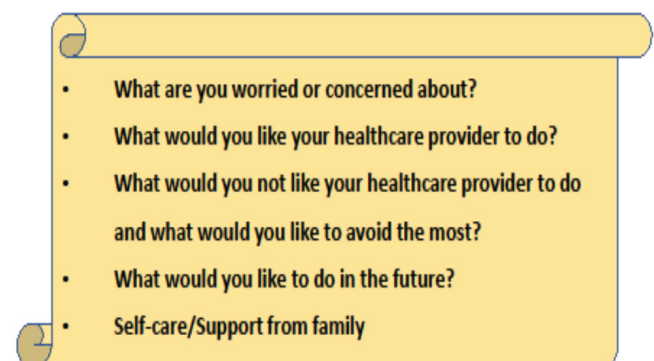 • What are you worried or concerned about?
• What would you like your healthcare provider to do?
• What would you not like your healthcare provider to do
and what would you like to avoid the most?
• What would you like to do in the future?
• Self-care/Support from family